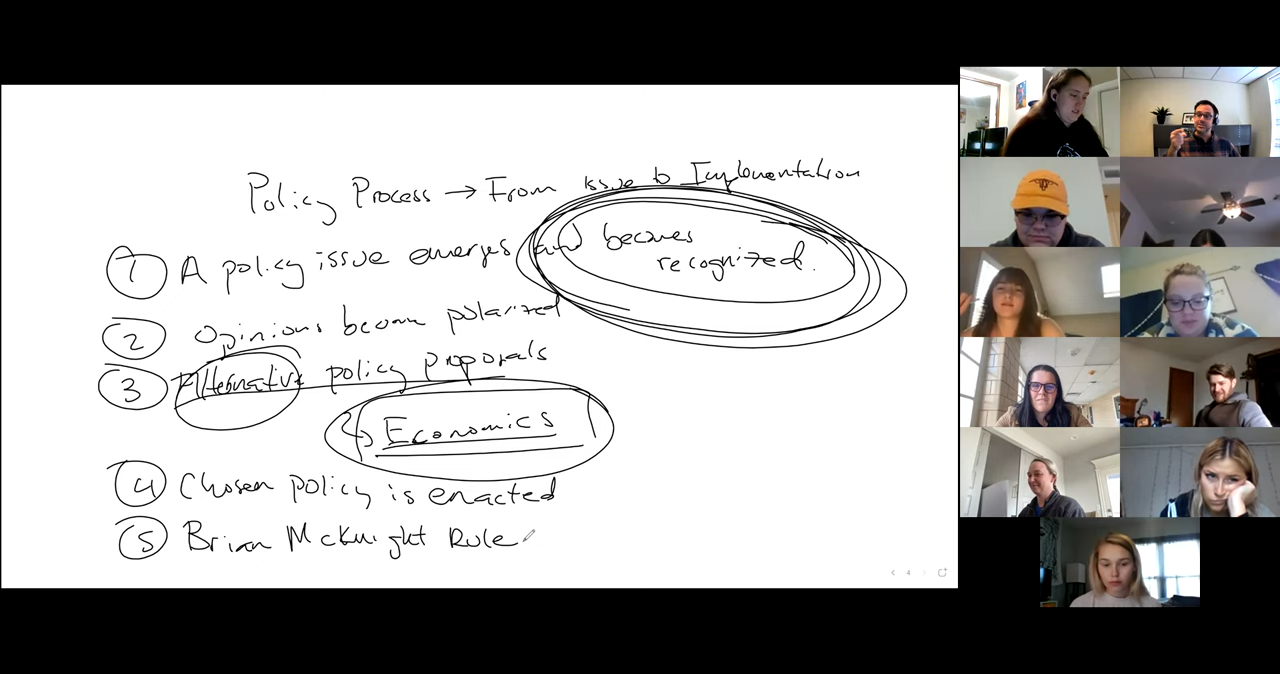 Policy Process → From issue to Implementation
① A policy issue emerges and becomes
recognized.
② Opinions become polarized
③ Alternative policy proposals
↳ Economics
④ Chosen policy is enacted
⑤ Brian McKnight Rule
4